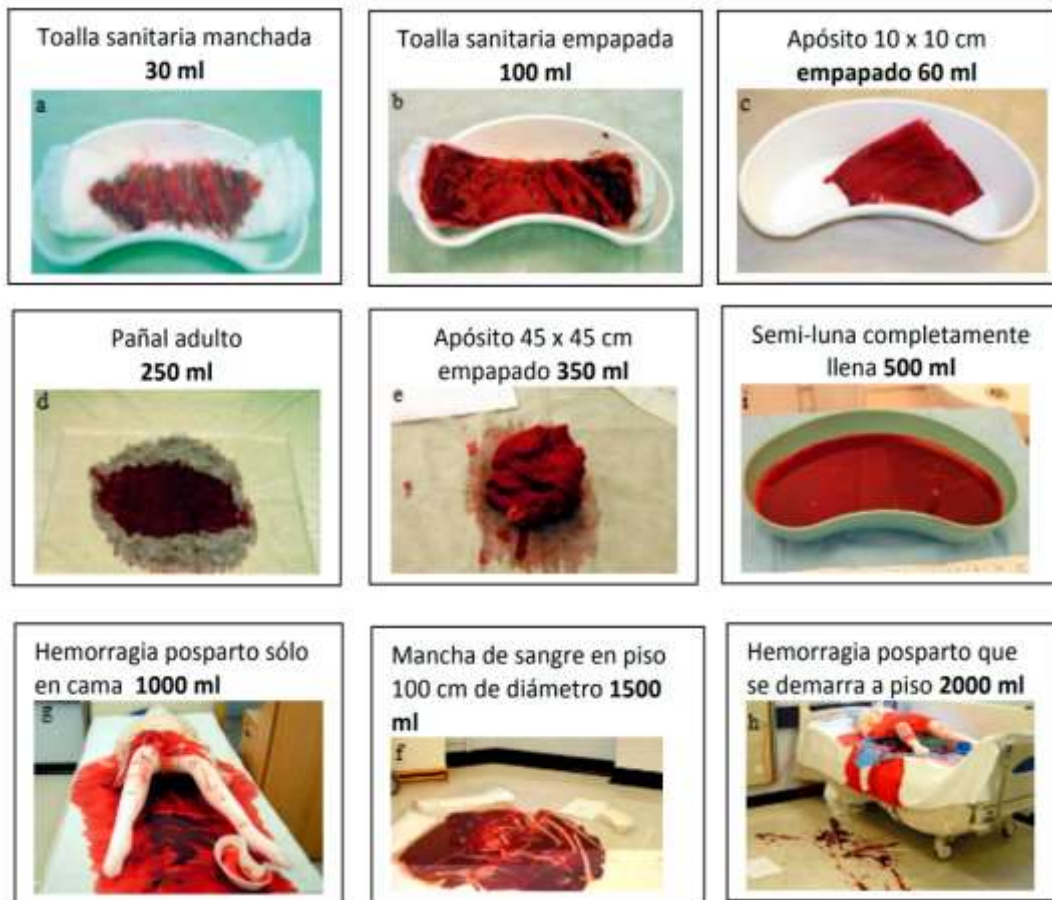 Toalla sanitaria manchada
30 ml
a
Toalla sanitaria empapada
100 ml
b
Apósito 10 x 10 cm
empapado 60 ml
c
Pañal adulto
250 ml
d
Apósito 45 x 45 cm
empapado 350 ml
e
Semi-luna completamente
llena 500 ml
i
Hemorragia posparto sólo
en cama 1000 ml
g
Mancha de sangre en piso
100 cm de diámetro 1500
ml
f
Hemorragia posparto que
se demarra a piso 2000 ml
h